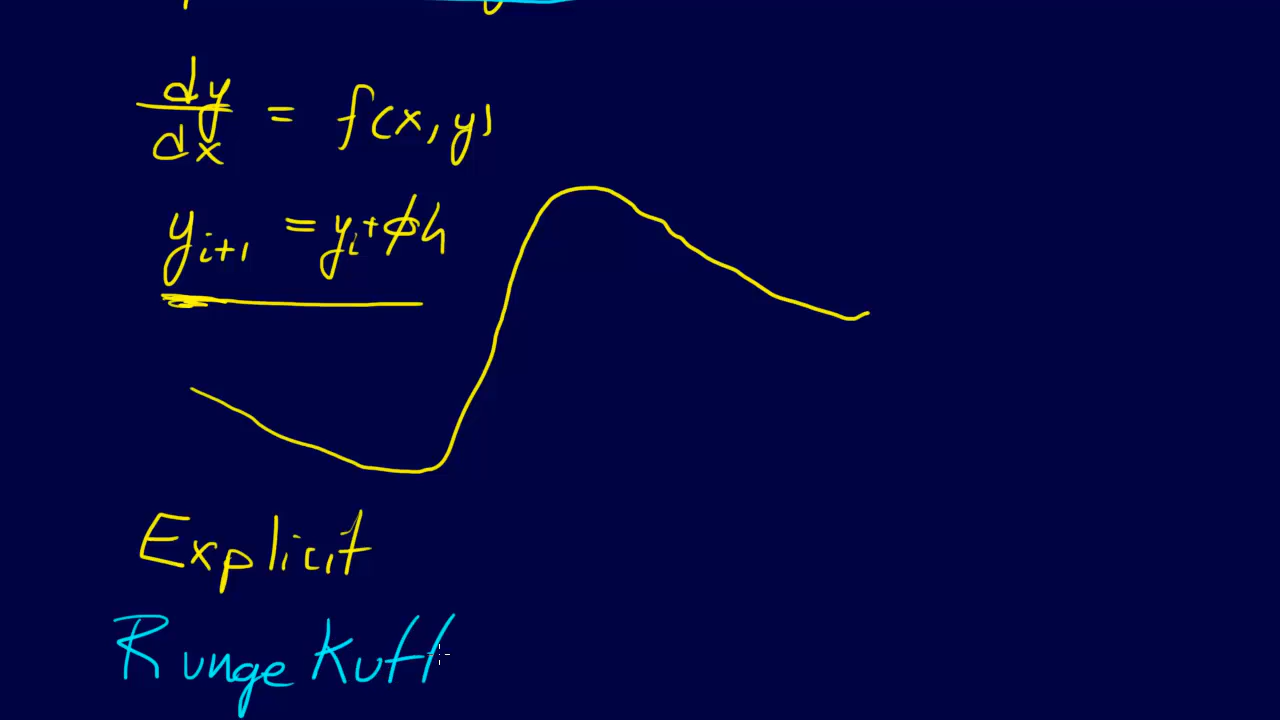 dy/dx = f(x, y)
y_{i+1} = y_i + ϕh
Explicit
Runge Kutt